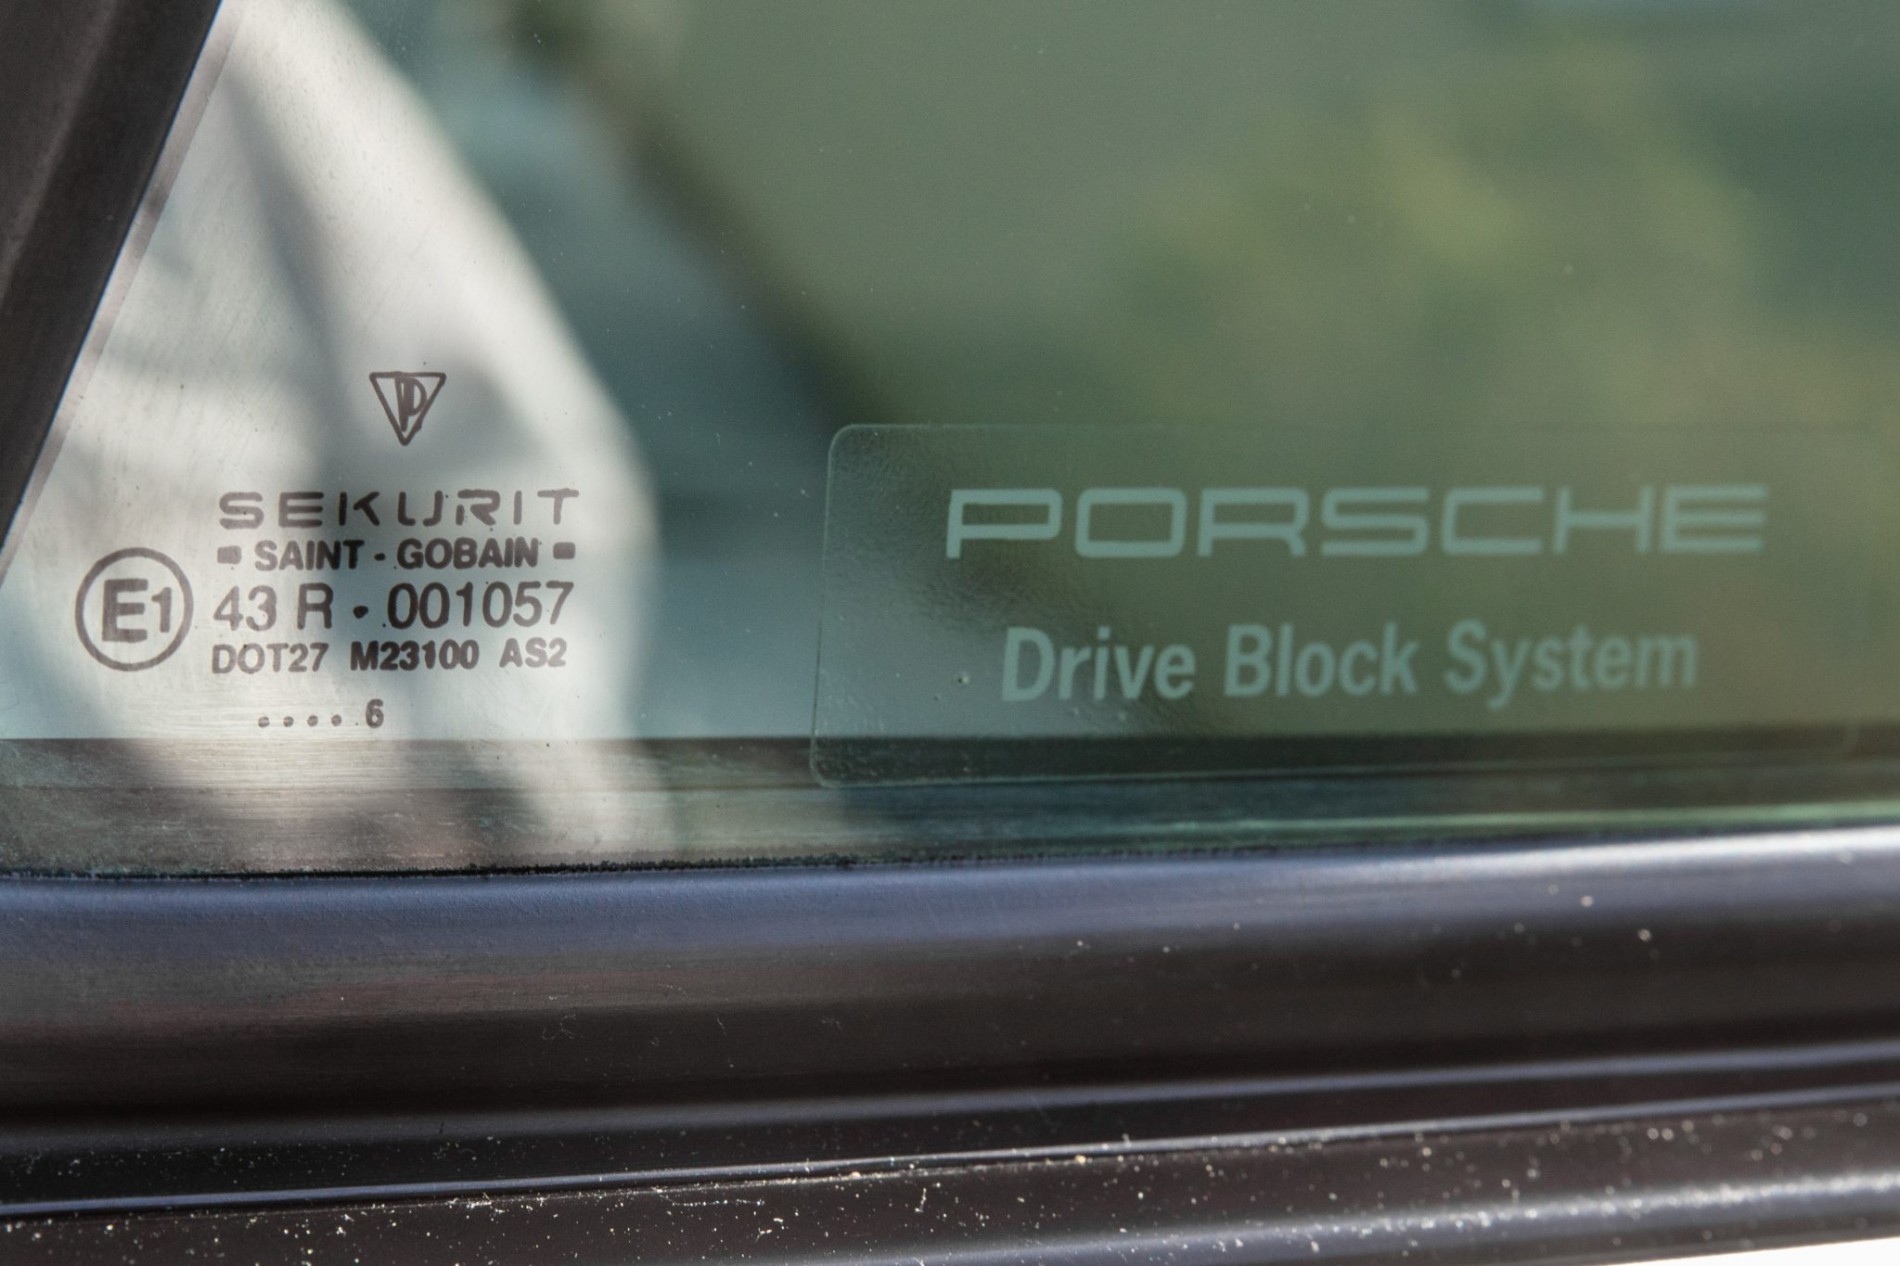 SEKURIT
SAINT - GOBAIN
E1
43 R · 001057
DOT27 M23100 AS2
....6
PORSCHE
Drive Block System